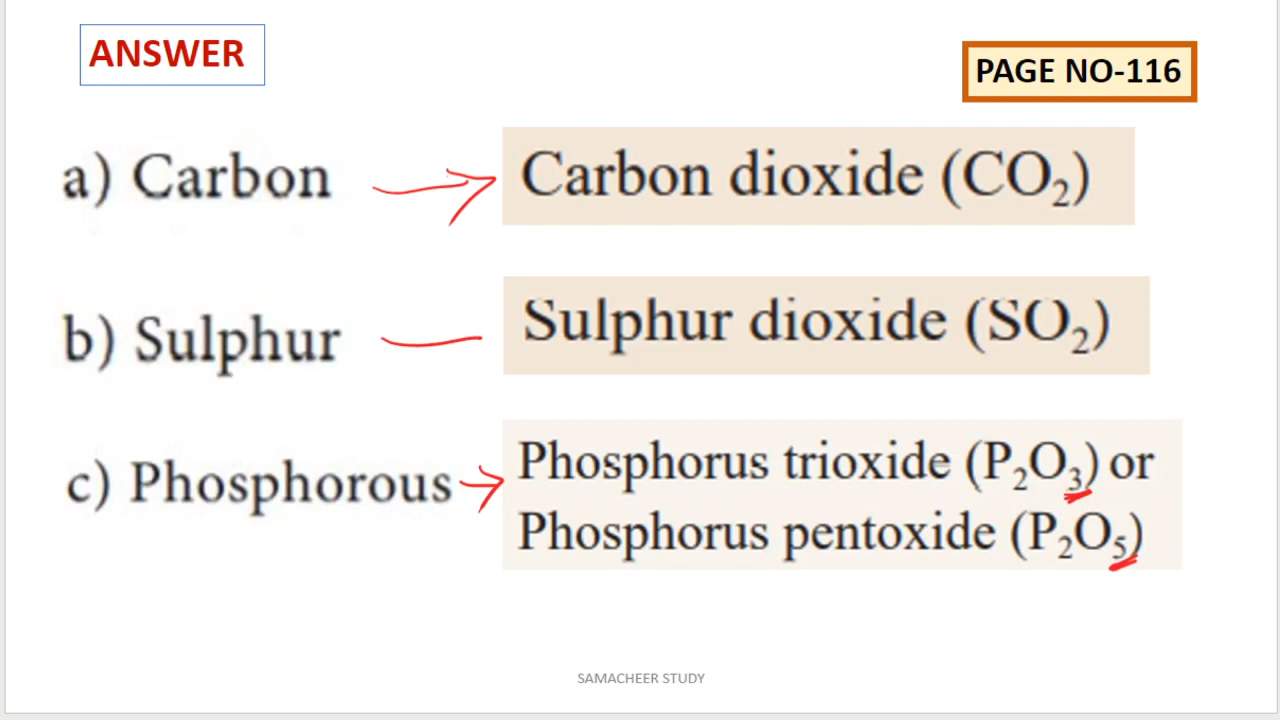 ANSWER
PAGE NO-116
a) Carbon
Carbon dioxide (CO₂)
b) Sulphur
Sulphur dioxide (SO₂)
c) Phosphorous
Phosphorus trioxide (P₂O₃) or
Phosphorus pentoxide (P₂O₅)
SAMACHEER STUDY